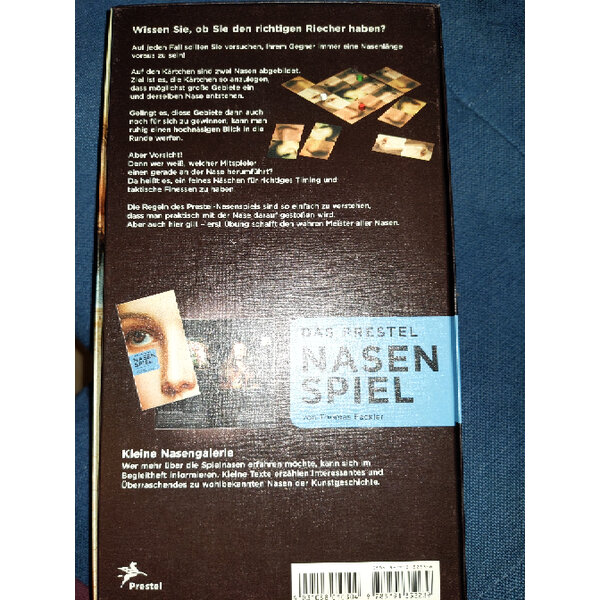 Wissen Sie, ob Sie den richtigen Riecher haben?
Auf jeden Fall sollten Sie versuchen, Ihrem Gegner immer eine Nasenlänge
voraus zu sein!
Auf den Kärtchen sind zwei Nasen abgebildet.
Ziel ist es, die Kärtchen so anzulegen,
dass möglichst große Gebiete ein
und derselben Nase entstehen.
Gelingt es, diese Gebiete dann auch
noch für sich zu gewinnen, kann man
ruhig einen hochnäsigen Blick in die
Runde werfen.
Aber Vorsicht!
Denn wer weiß, welcher Mitspieler
einen gerade an der Nase herumführt?
Da heißt es, ein feines Näschen für richtiges Timing und
taktische Finessen zu haben.
Die Regeln des Prestel-Nasenspiels sind so einfach zu verstehen,
dass man praktisch mit der Nase darauf gestoßen wird.
Aber auch hier gilt – erst Übung schafft den wahren Meister aller Nasen.
NASEN
SPIEL
DAS PRESTEL
NASEN
SPIEL
von Thomas Fackler
Kleine Nasengalerie
Wer mehr über die Spielnasen erfahren möchte, kann sich im
Begleitheft informieren. Kleine Texte erzählen Interessantes und
Überraschendes zu wohlbekannten Nasen der Kunstgeschichte.
Prestel